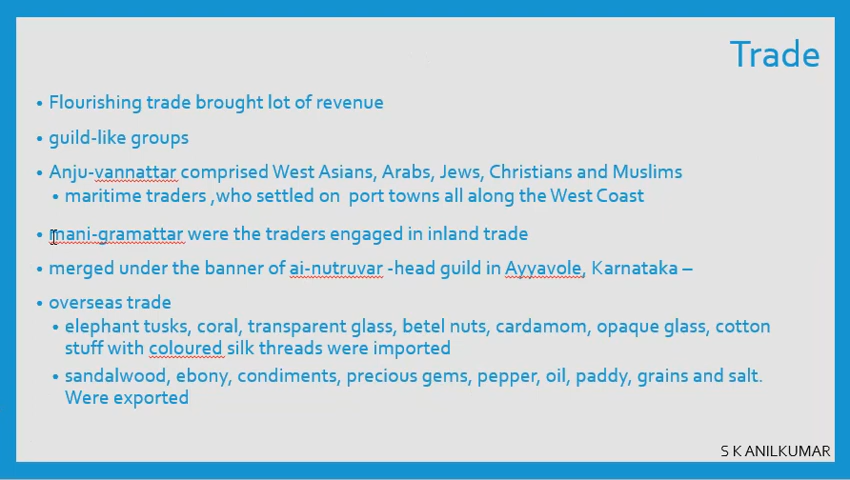 Trade
• Flourishing trade brought lot of revenue
• guild-like groups
• Anju-vannattar comprised West Asians, Arabs, Jews, Christians and Muslims
• maritime traders ,who settled on port towns all along the West Coast
• mani-gramattar were the traders engaged in inland trade
• merged under the banner of ai-nutruvar -head guild in Ayyavole, Karnataka –
• overseas trade
• elephant tusks, coral, transparent glass, betel nuts, cardamom, opaque glass, cotton
stuff with coloured silk threads were imported
• sandalwood, ebony, condiments, precious gems, pepper, oil, paddy, grains and salt.
Were exported
S K ANILKUMAR